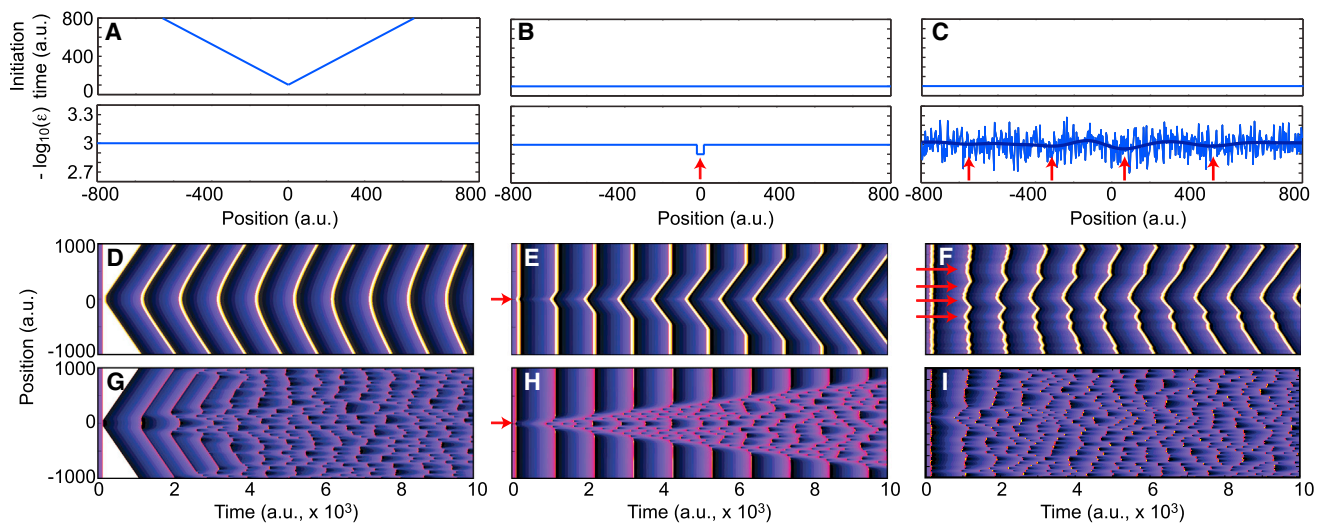 A
B
C
Initiation
time (a.u.)
800
400
0
- log10(ε)
3.3
3
2.7
-800 -400 0 400 800
-800 -400 0 400 800
-400 0 400 800
Position (a.u.)
Position (a.u.)
Position (a.u.)
D
E
F
1000
0
-1000
Position (a.u.)
G
H
I
1000
0
-1000
0 2 4 6 8 10
0 2 4 6 8 10
0 2 4 6 8 10
Time (a.u., x 10³)
Time (a.u., x 10³)
Time (a.u., x 10³)